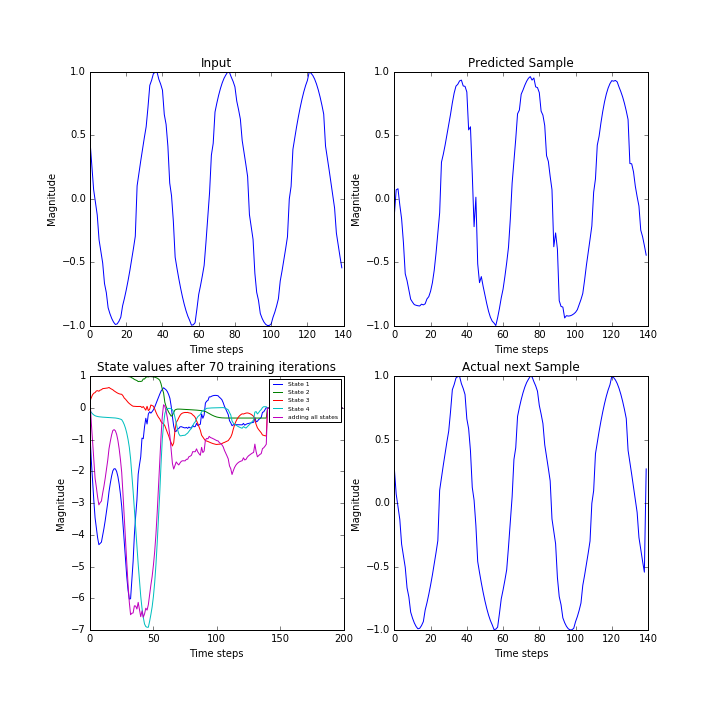 Input
Magnitude
1.0
0.5
0.0
−0.5
−1.0
0 20 40 60 80 100 120 140
Time steps
Predicted Sample
Magnitude
1.0
0.5
0.0
−0.5
−1.0
0 20 40 60 80 100 120 140
Time steps
State values after 70 training iterations
Magnitude
1
0
−1
−2
−3
−4
−5
−6
−7
State 1
State 2
State 3
State 4
adding all states
0 50 100 150 200
Time steps
Actual next Sample
Magnitude
1.0
0.5
0.0
−0.5
−1.0
0 20 40 60 80 100 120 140
Time steps